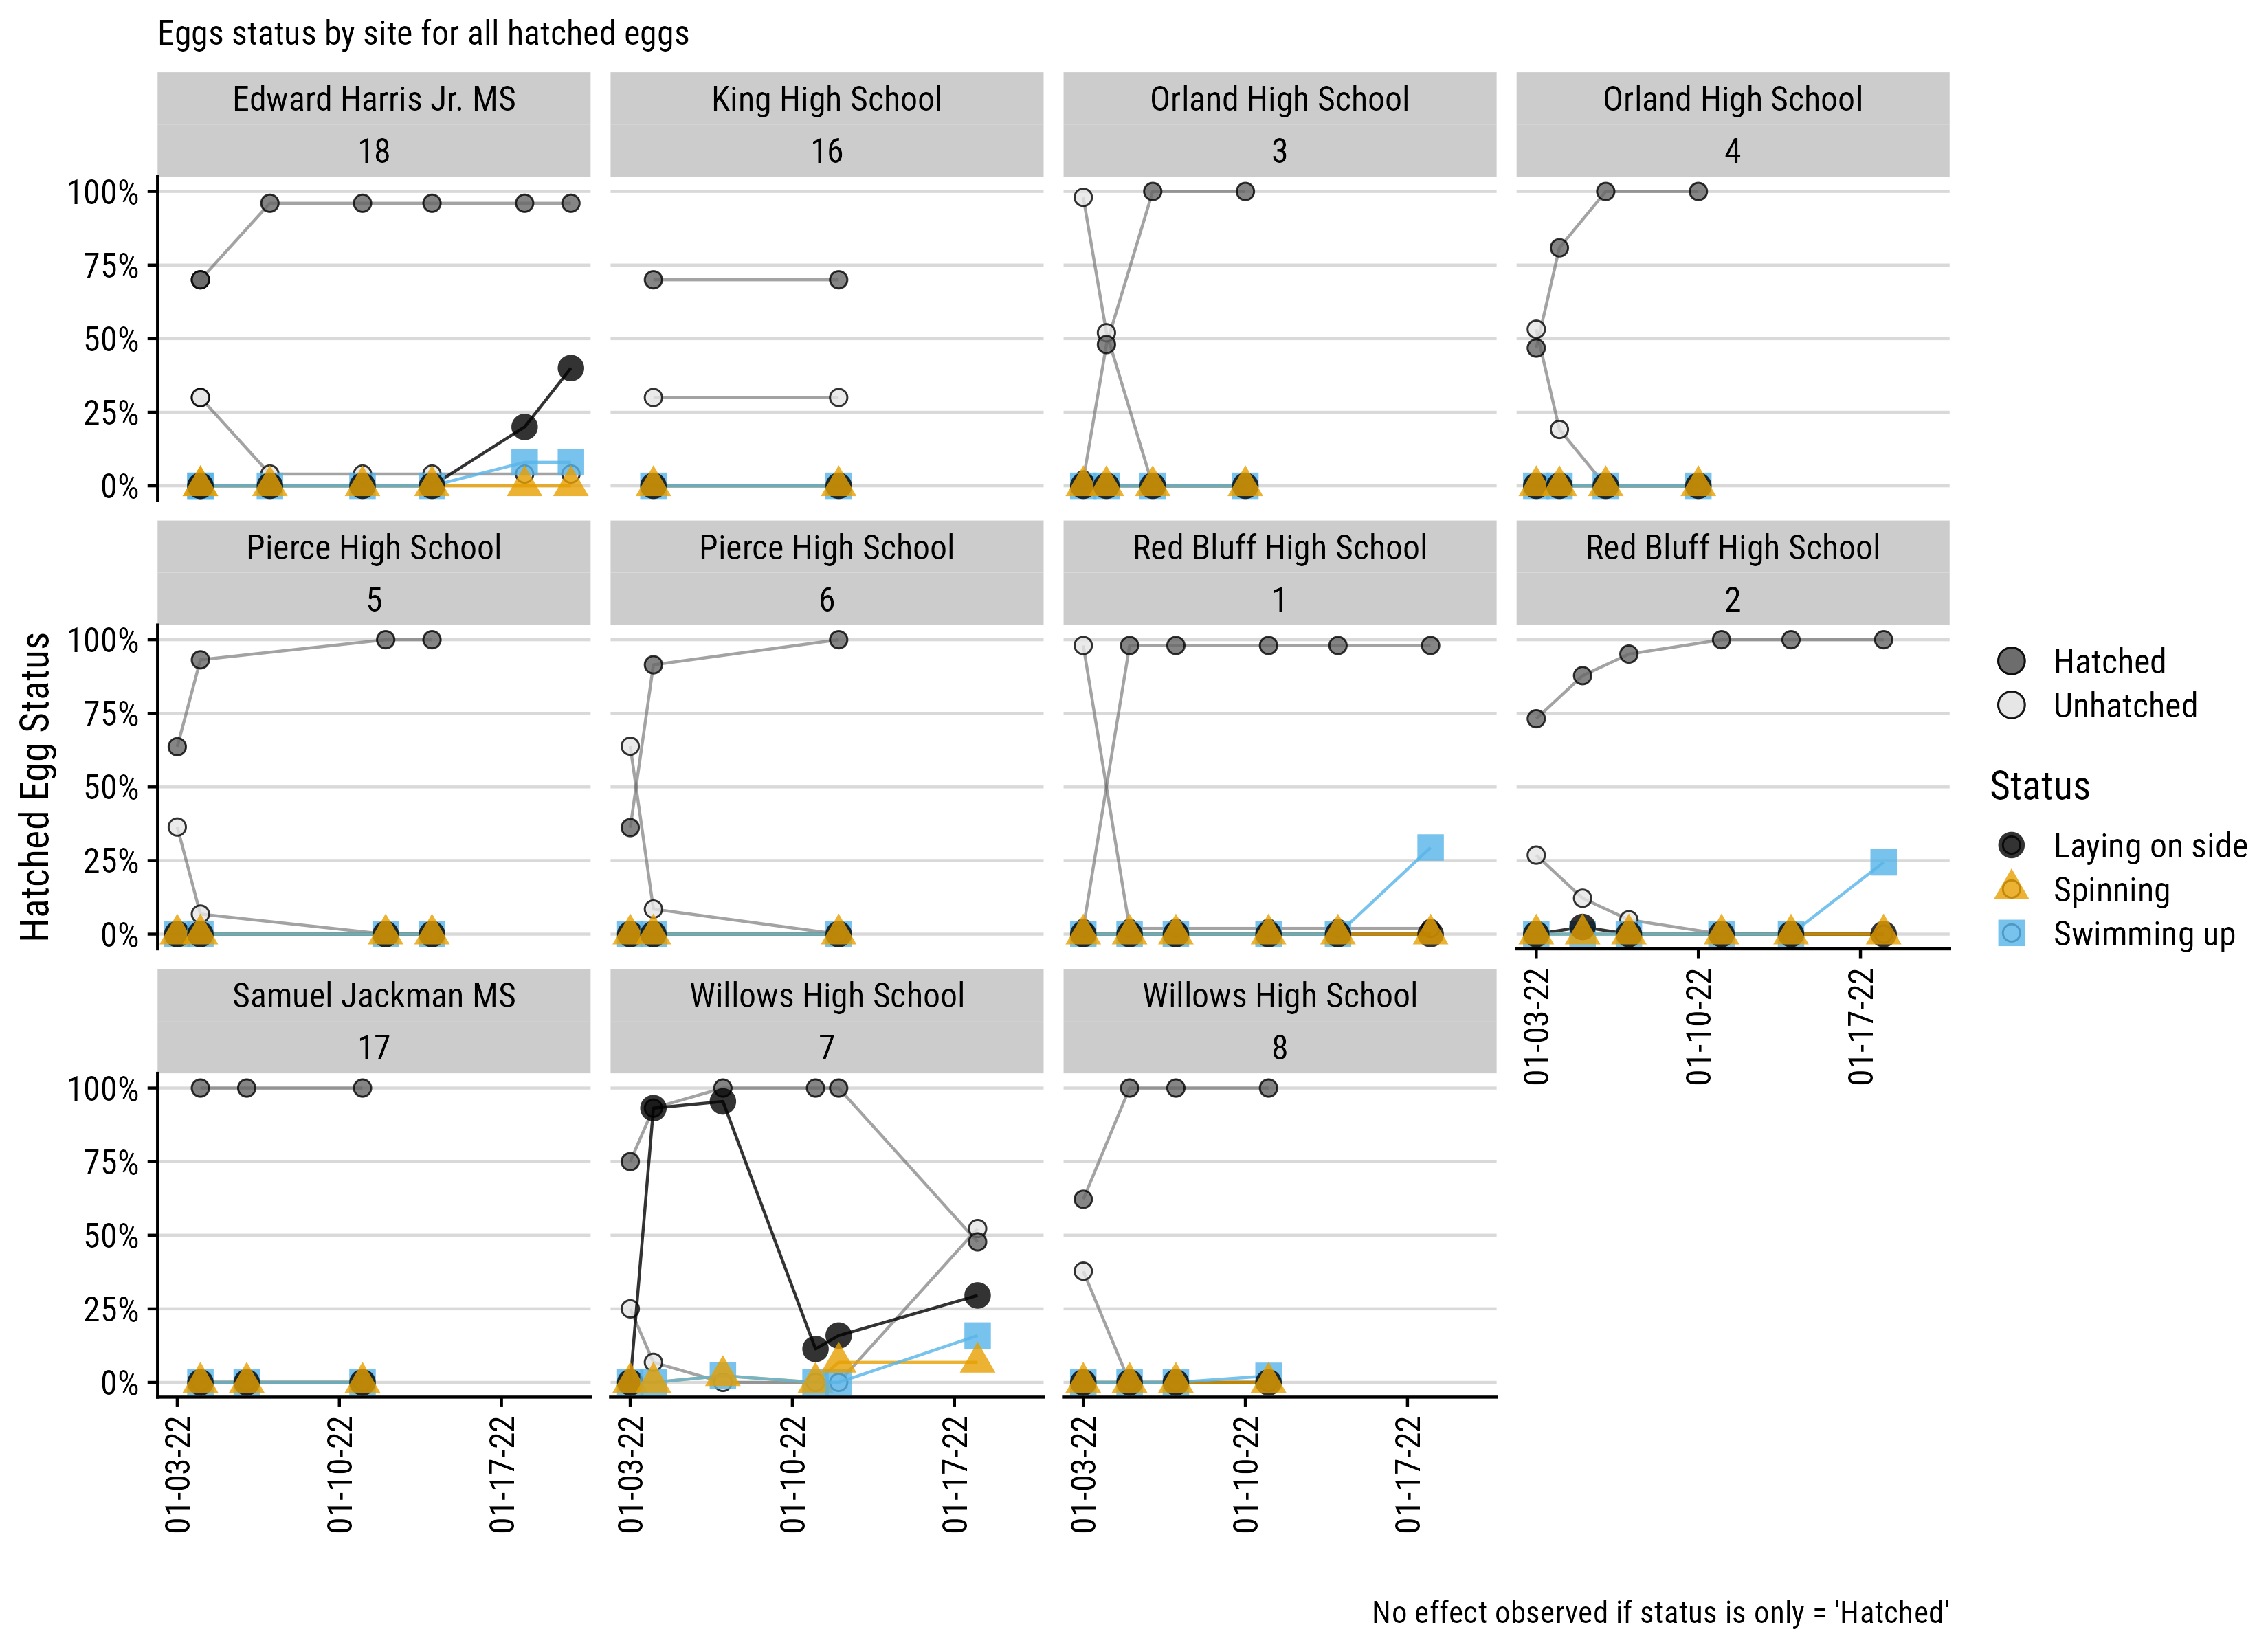 Eggs status by site for all hatched eggs
Edward Harris Jr. MS
18
King High School
16
Orland High School
3
Orland High School
4
100%
75%
50%
25%
0%
Pierce High School
5
Pierce High School
6
Red Bluff High School
1
Red Bluff High School
2
100%
75%
50%
25%
0%
01-03-22
01-10-22
01-17-22
Samuel Jackman MS
17
Willows High School
7
Willows High School
8
100%
75%
50%
25%
0%
01-03-22
01-10-22
01-17-22
01-03-22
01-10-22
01-17-22
01-03-22
01-10-22
01-17-22
Hatched Egg Status
Hatched
Unhatched
Status
Laying on side
Spinning
Swimming up
No effect observed if status is only = 'Hatched'